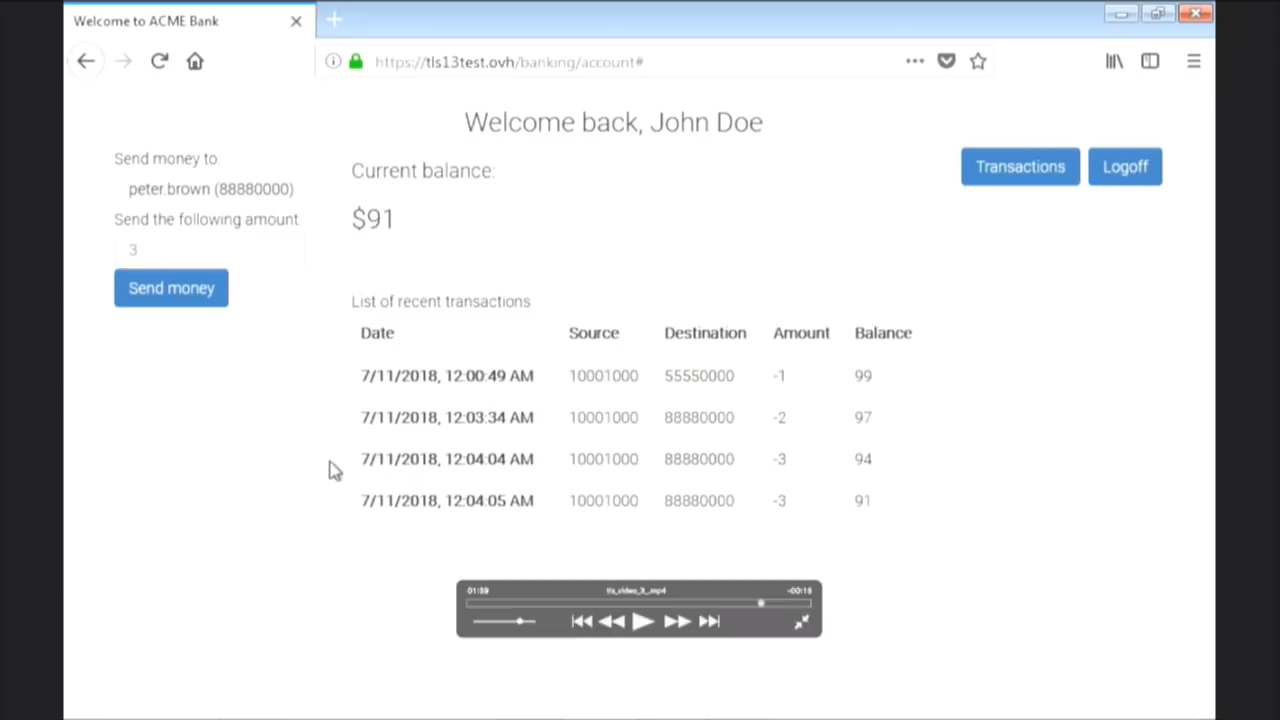 Welcome to ACME Bank
https://tls13test.ovh/banking/account#
Welcome back, John Doe
Send money to:
peter.brown (88880000)
Send the following amount:
3
Send money
Current balance:
$91
Transactions
Logoff
List of recent transactions
Date Source Destination Amount Balance
7/11/2018, 12:00:49 AM 10001000 55550000 -1 99
7/11/2018, 12:03:34 AM 10001000 88880000 -2 97
7/11/2018, 12:04:04 AM 10001000 88880000 -3 94
7/11/2018, 12:04:05 AM 10001000 88880000 -3 91